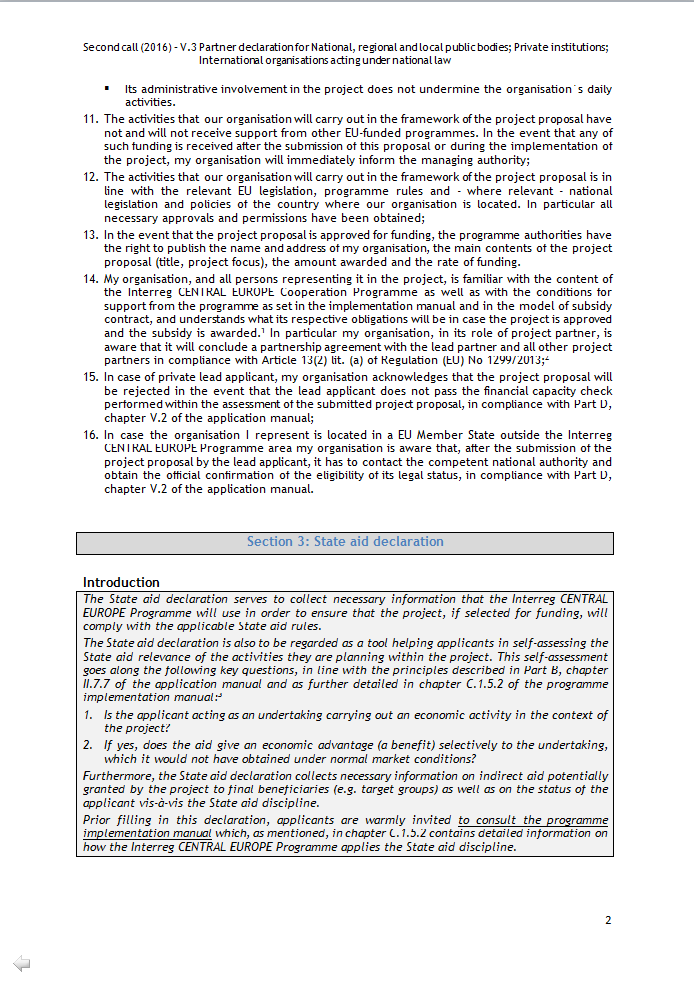 Second call (2016) - V.3 Partner declaration for National, regional and local public bodies; Private institutions;
International organisations acting under national law
▪ Its administrative involvement in the project does not undermine the organisation´s daily
activities.
11. The activities that our organisation will carry out in the framework of the project proposal have
not and will not receive support from other EU-funded programmes. In the event that any of
such funding is received after the submission of this proposal or during the implementation of
the project, my organisation will immediately inform the managing authority;
12. The activities that our organisation will carry out in the framework of the project proposal is in
line with the relevant EU legislation, programme rules and - where relevant - national
legislation and policies of the country where our organisation is located. In particular all
necessary approvals and permissions have been obtained;
13. In the event that the project proposal is approved for funding, the programme authorities have
the right to publish the name and address of my organisation, the main contents of the project
proposal (title, project focus), the amount awarded and the rate of funding.
14. My organisation, and all persons representing it in the project, is familiar with the content of
the Interreg CENTRAL EUROPE Cooperation Programme as well as with the conditions for
support from the programme as set in the implementation manual and in the model of subsidy
contract, and understands what its respective obligations will be in case the project is approved
and the subsidy is awarded.¹ In particular my organisation, in its role of project partner, is
aware that it will conclude a partnership agreement with the lead partner and all other project
partners in compliance with Article 13(2) lit. (a) of Regulation (EU) No 1299/2013;²
15. In case of private lead applicant, my organisation acknowledges that the project proposal will
be rejected in the event that the lead applicant does not pass the financial capacity check
performed within the assessment of the submitted project proposal, in compliance with Part D,
chapter V.2 of the application manual;
16. In case the organisation I represent is located in a EU Member State outside the Interreg
CENTRAL EUROPE Programme area my organisation is aware that, after the submission of the
project proposal by the lead applicant, it has to contact the competent national authority and
obtain the official confirmation of the eligibility of its legal status, in compliance with Part D,
chapter V.2 of the application manual.
Section 3: State aid declaration
Introduction
The State aid declaration serves to collect necessary information that the Interreg CENTRAL
EUROPE Programme will use in order to ensure that the project, if selected for funding, will
comply with the applicable State aid rules.
The State aid declaration is also to be regarded as a tool helping applicants in self-assessing the
State aid relevance of the activities they are planning within the project. This self-assessment
goes along the following key questions, in line with the principles described in Part B, chapter
II.7.7 of the application manual and as further detailed in chapter C.1.5.2 of the programme
implementation manual:³
1. Is the applicant acting as an undertaking carrying out an economic activity in the context of
the project?
2. If yes, does the aid give an economic advantage (a benefit) selectively to the undertaking,
which it would not have obtained under normal market conditions?
Furthermore, the State aid declaration collects necessary information on indirect aid potentially
granted by the project to final beneficiaries (e.g. target groups) as well as on the status of the
applicant vis-à-vis the State aid discipline.
Prior filling in this declaration, applicants are warmly invited to consult the programme
implementation manual which, as mentioned, in chapter C.1.5.2 contains detailed information on
how the Interreg CENTRAL EUROPE Programme applies the State aid discipline.
2